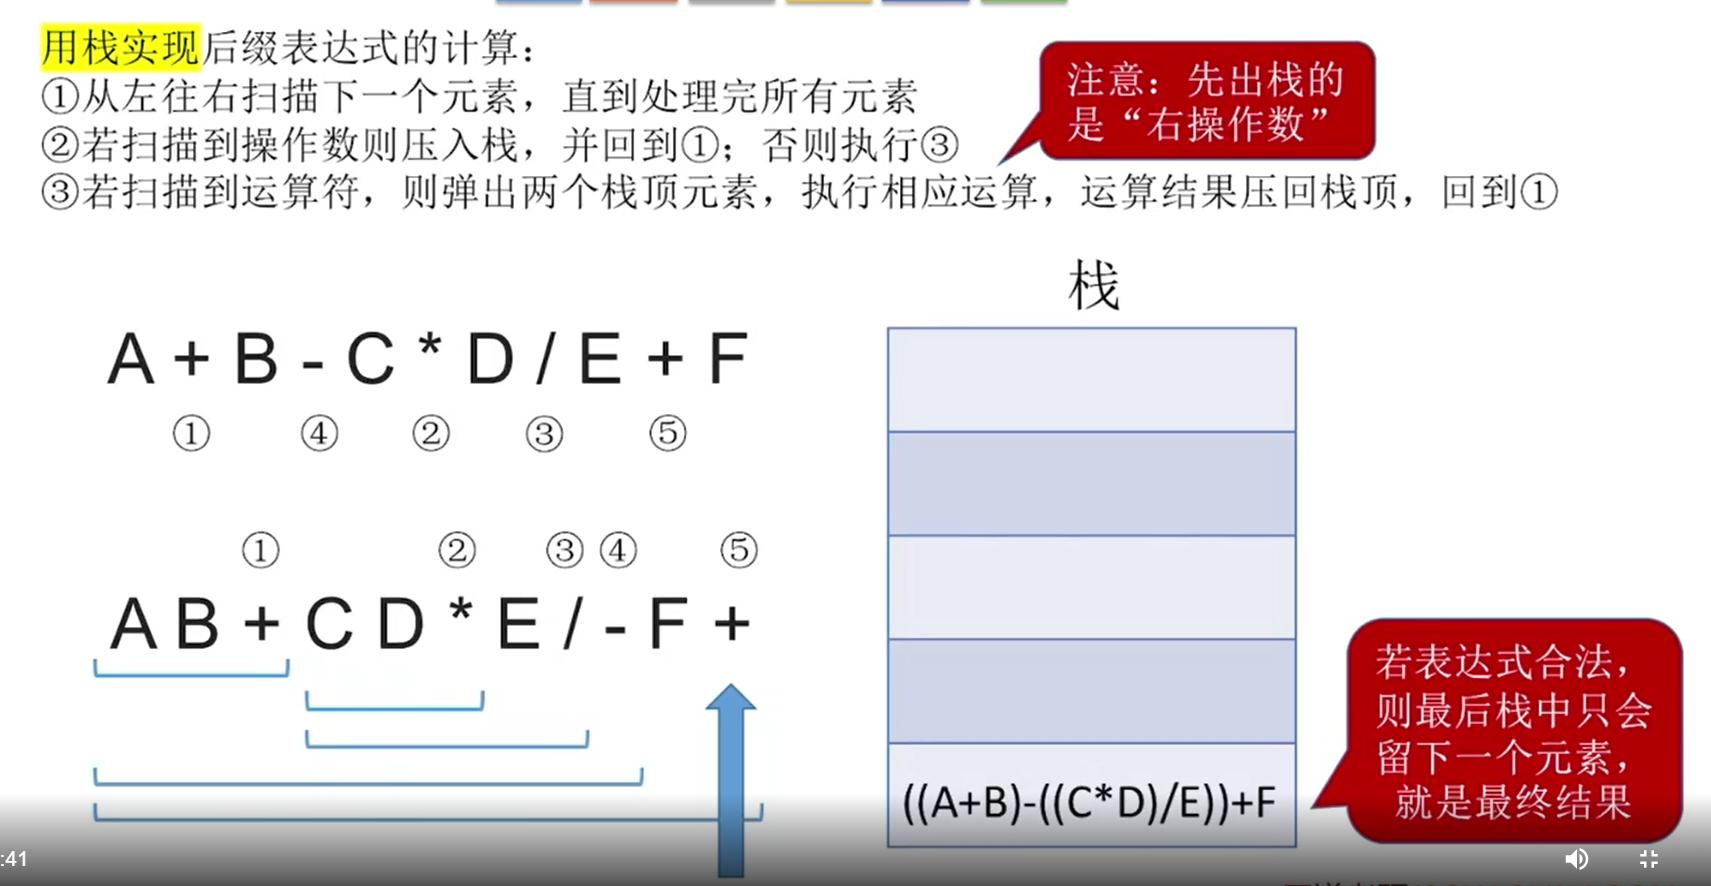 用栈实现后缀表达式的计算：
①从左往右扫描下一个元素，直到处理完所有元素
②若扫描到操作数则压入栈，并回到①；否则执行③
③若扫描到运算符，则弹出两个栈顶元素，执行相应运算，运算结果压回栈顶，回到①
注意：先出栈的
是“右操作数”
栈
A + B - C * D / E + F
① ④ ② ③ ⑤
① ② ③ ④ ⑤
A B + C D * E / - F +
((A+B)-((C*D)/E))+F
若表达式合法，
则最后栈中只会
留下一个元素，
就是最终结果
:41